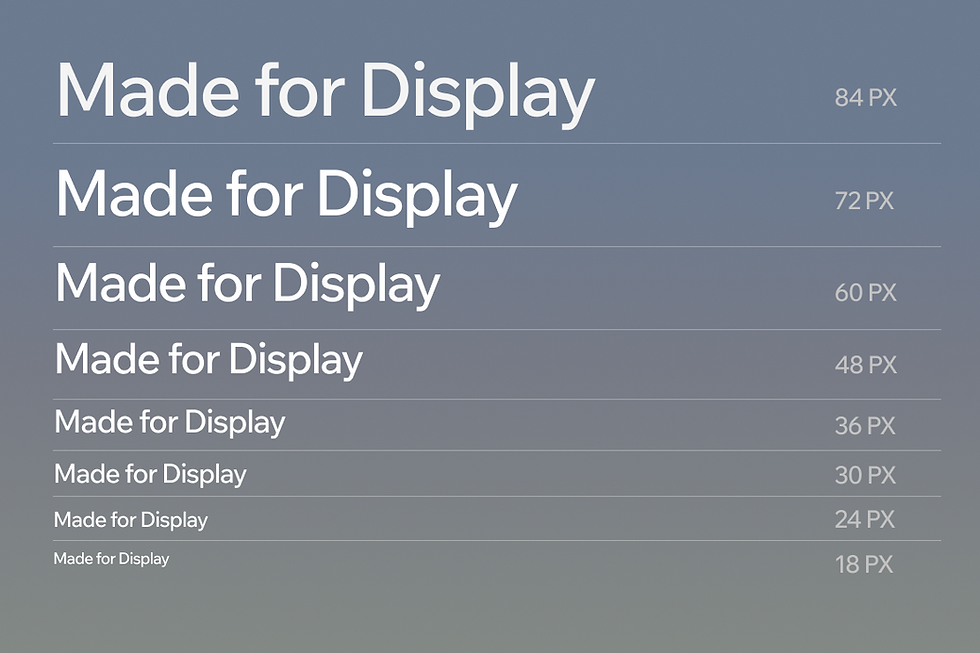 Made for Display 84 PX
Made for Display 72 PX
Made for Display 60 PX
Made for Display 48 PX
Made for Display 36 PX
Made for Display 30 PX
Made for Display 24 PX
Made for Display 18 PX